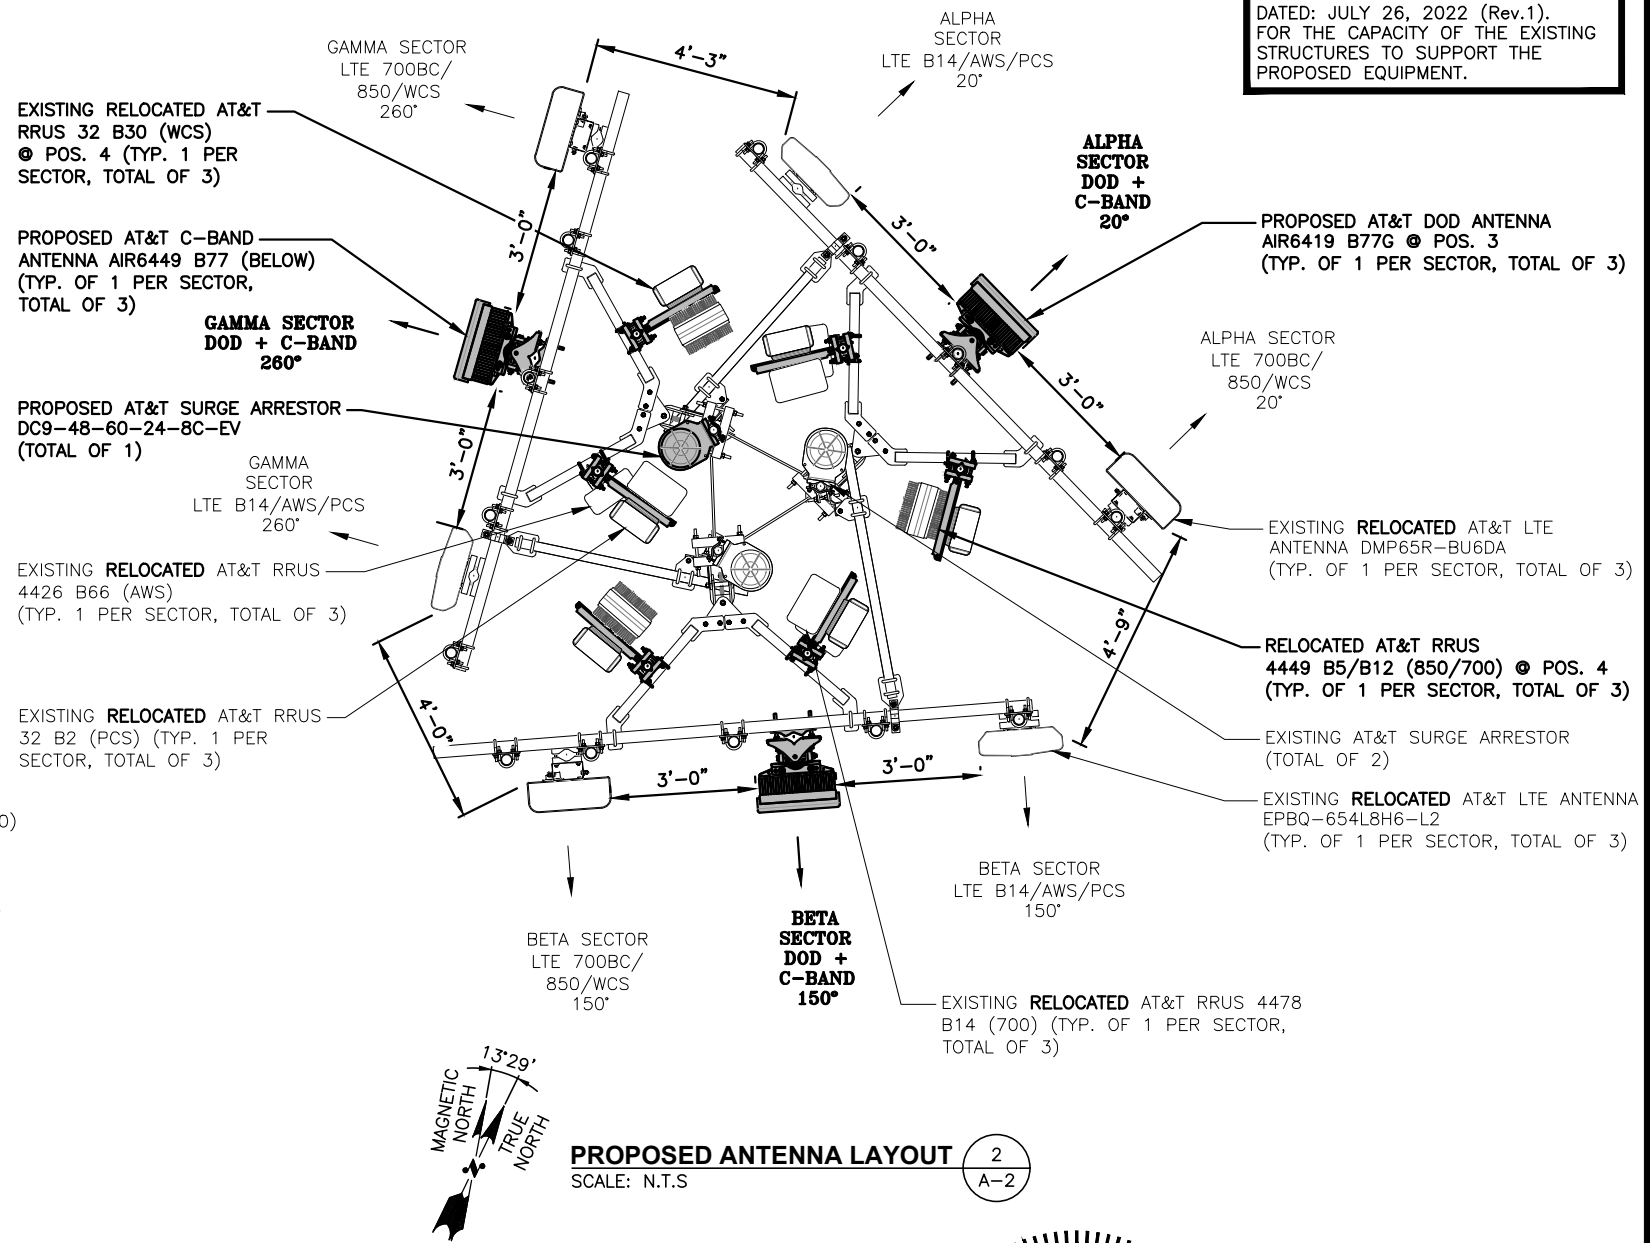 DATED: JULY 26, 2022 (Rev.1).
FOR THE CAPACITY OF THE EXISTING
STRUCTURES TO SUPPORT THE
PROPOSED EQUIPMENT.
GAMMA SECTOR
LTE 700BC/
850/WCS
260°
4'-3"
ALPHA
SECTOR
LTE B14/AWS/PCS
20°
EXISTING RELOCATED AT&T
RRUS 32 B30 (WCS)
@ POS. 4 (TYP. 1 PER
SECTOR, TOTAL OF 3)
ALPHA
SECTOR
DOD +
C-BAND
20°
3'-0"
3'-0"
PROPOSED AT&T DOD ANTENNA
AIR6419 B77G @ POS. 3
(TYP. OF 1 PER SECTOR, TOTAL OF 3)
PROPOSED AT&T C-BAND
ANTENNA AIR6449 B77 (BELOW)
(TYP. OF 1 PER SECTOR,
TOTAL OF 3)
GAMMA SECTOR
DOD + C-BAND
260°
ALPHA SECTOR
LTE 700BC/
850/WCS
20°
3'-0"
PROPOSED AT&T SURGE ARRESTOR
DC9-48-60-24-8C-EV
(TOTAL OF 1)
3'-0"
GAMMA
SECTOR
LTE B14/AWS/PCS
260°
EXISTING RELOCATED AT&T LTE
ANTENNA DMP65R-BU6DA
(TYP. OF 1 PER SECTOR, TOTAL OF 3)
EXISTING RELOCATED AT&T RRUS
4426 B66 (AWS)
(TYP. 1 PER SECTOR, TOTAL OF 3)
4'-9"
RELOCATED AT&T RRUS
4449 B5/B12 (850/700) @ POS. 4
(TYP. OF 1 PER SECTOR, TOTAL OF 3)
EXISTING RELOCATED AT&T RRUS
32 B2 (PCS) (TYP. 1 PER
SECTOR, TOTAL OF 3)
4'-0"
EXISTING AT&T SURGE ARRESTOR
(TOTAL OF 2)
3'-0"
3'-0"
EXISTING RELOCATED AT&T LTE ANTENNA
EPBQ-654L8H6-L2
(TYP. OF 1 PER SECTOR, TOTAL OF 3)
0)
BETA SECTOR
LTE B14/AWS/PCS
150°
BETA SECTOR
LTE 700BC/
850/WCS
150°
BETA
SECTOR
DOD +
C-BAND
150°
EXISTING RELOCATED AT&T RRUS 4478
B14 (700) (TYP. OF 1 PER SECTOR,
TOTAL OF 3)
13°29'
MAGNETIC
NORTH
TRUE
NORTH
N
PROPOSED ANTENNA LAYOUT
SCALE: N.T.S
2
A-2